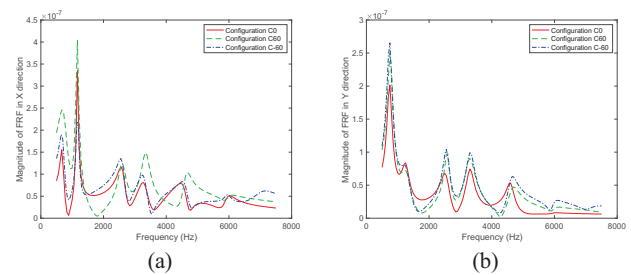 ×10⁻⁷
4.5
4
3.5
3
2.5
2
1.5
1
0.5
0
Magnitude of FRF in X direction
Configuration C0
Configuration C60
Configuration C-60
0 2000 4000 6000 8000
Frequency (Hz)
(a)
×10⁻⁷
3
2.5
2
1.5
1
0.5
0
Magnitude of FRF in Y direction
Configuration C0
Configuration C60
Configuration C-60
0 2000 4000 6000 8000
Frequency (Hz)
(b)